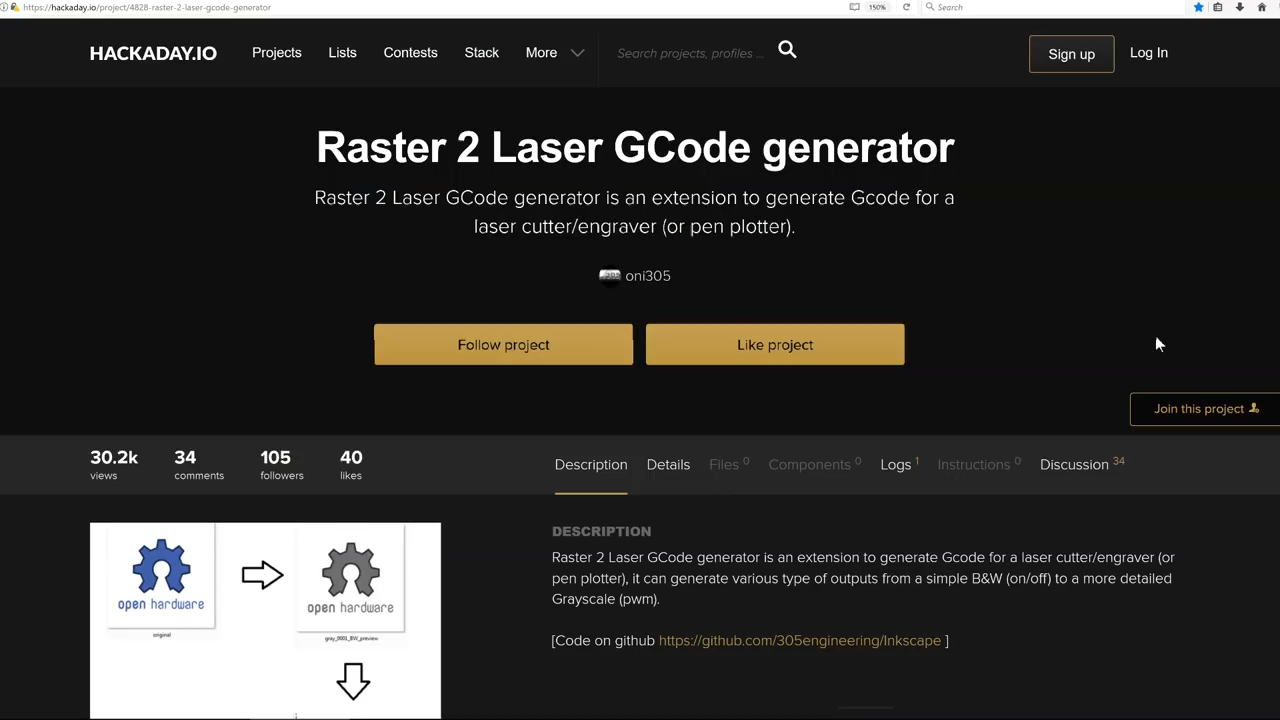 https://hackaday.io/project/4828-raster-2-laser-gcode-generator
150%
Search
HACKADAY.IO
Projects
Lists
Contests
Stack
More
Search projects, profiles ...
Sign up
Log In
Raster 2 Laser GCode generator
Raster 2 Laser GCode generator is an extension to generate Gcode for a
laser cutter/engraver (or pen plotter).
oni305
Follow project
Like project
Join this project
30.2k
views
34
comments
105
followers
40
likes
Description
Details
Files 0
Components 0
Logs 1
Instructions 0
Discussion 34
open hardware
original
open hardware
gray_0001_BW_preview
DESCRIPTION
Raster 2 Laser GCode generator is an extension to generate Gcode for a laser cutter/engraver (or
pen plotter), it can generate various type of outputs from a simple B&W (on/off) to a more detailed
Grayscale (pwm).
[Code on github https://github.com/305engineering/Inkscape ]